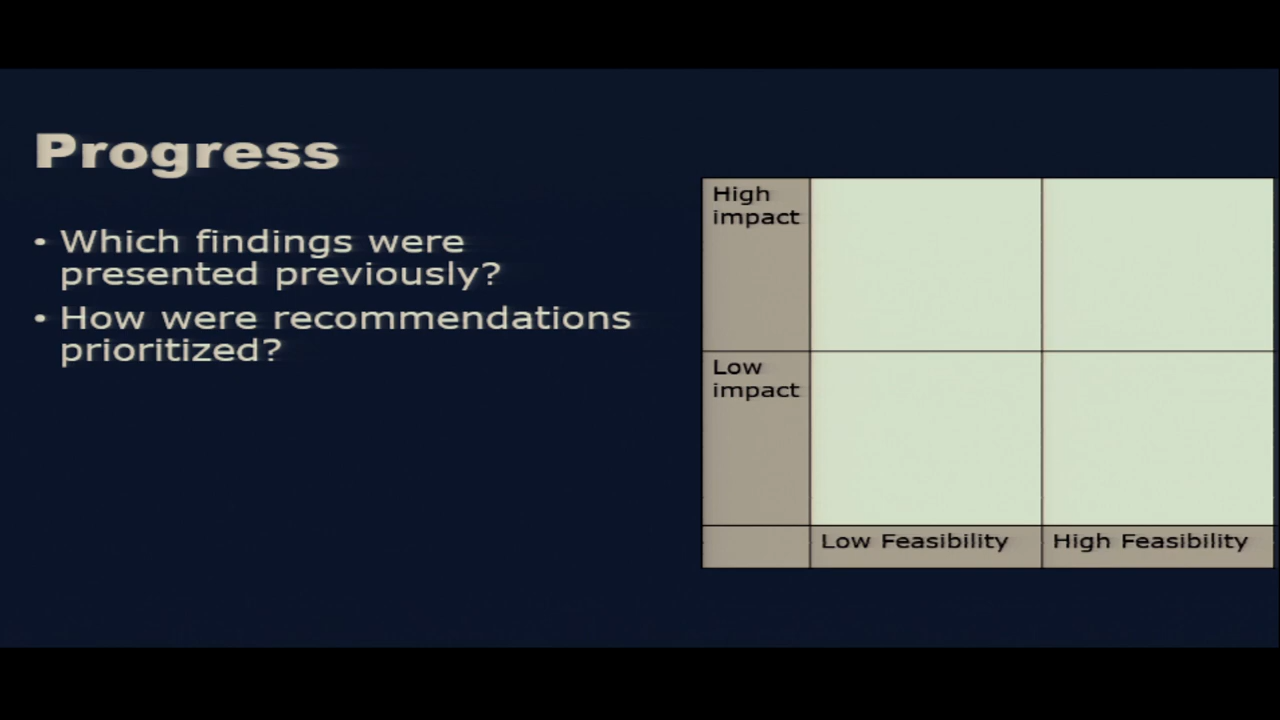 Progress
• Which findings were
presented previously?
• How were recommendations
prioritized?
High
impact
Low
impact
Low Feasibility
High Feasibility